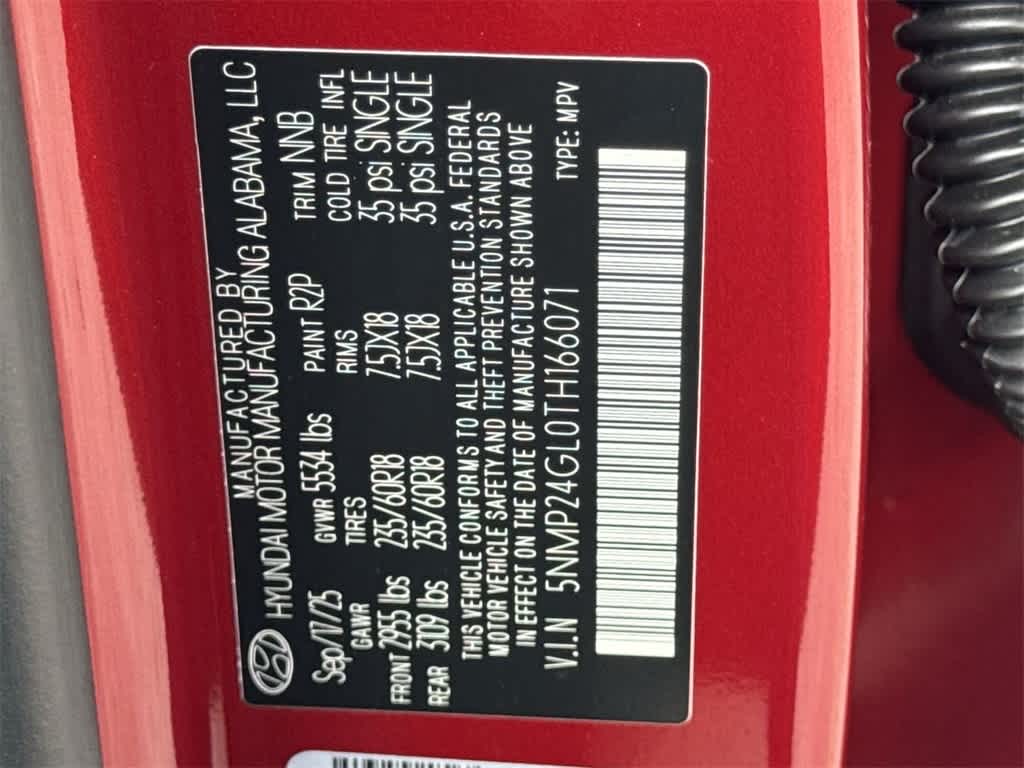 MANUFACTURED BY
HYUNDAI MOTOR MANUFACTURING ALABAMA, LLC
Sep/17/25 GVWR 5534 lbs PAINT R2P TRIM NNB
GAWR TIRES RIMS COLD TIRE INFL
FRONT 2955 lbs 235/60R18 7.5JX18 35 psi SINGLE
REAR 3109 lbs 235/60R18 7.5JX18 35 psi SINGLE
THIS VEHICLE CONFORMS TO ALL APPLICABLE U.S.A. FEDERAL
MOTOR VEHICLE SAFETY AND THEFT PREVENTION STANDARDS
IN EFFECT ON THE DATE OF MANUFACTURE SHOWN ABOVE
V.I.N 5NMP24GL0TH166071 TYPE: MPV